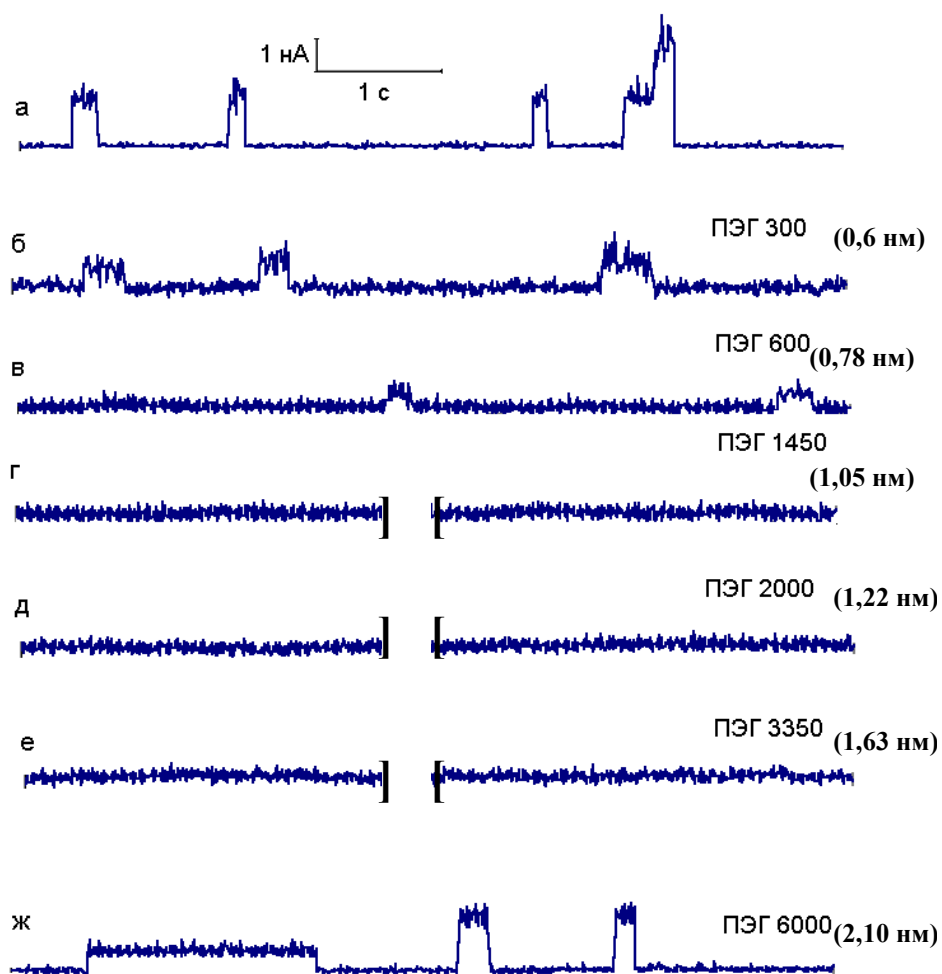 1 нА
1 с
а
ПЭГ 300 (0,6 нм)
б
ПЭГ 600 (0,78 нм)
в
ПЭГ 1450
г
(1,05 нм)
ПЭГ 2000 (1,22 нм)
д
ПЭГ 3350 (1,63 нм)
е
ж
ПЭГ 6000 (2,10 нм)